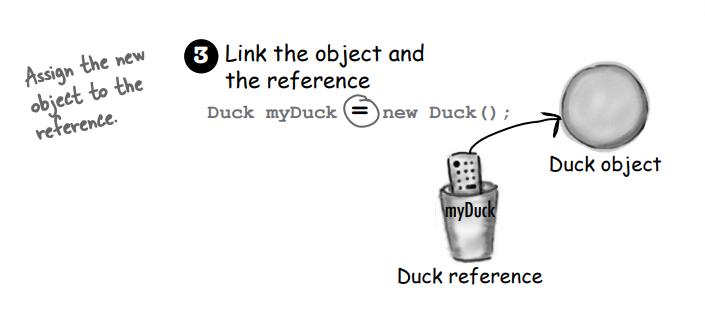 Assign the new
object to the
reference.
3 Link the object and
the reference
Duck myDuck = new Duck();
Duck object
myDuck
Duck reference